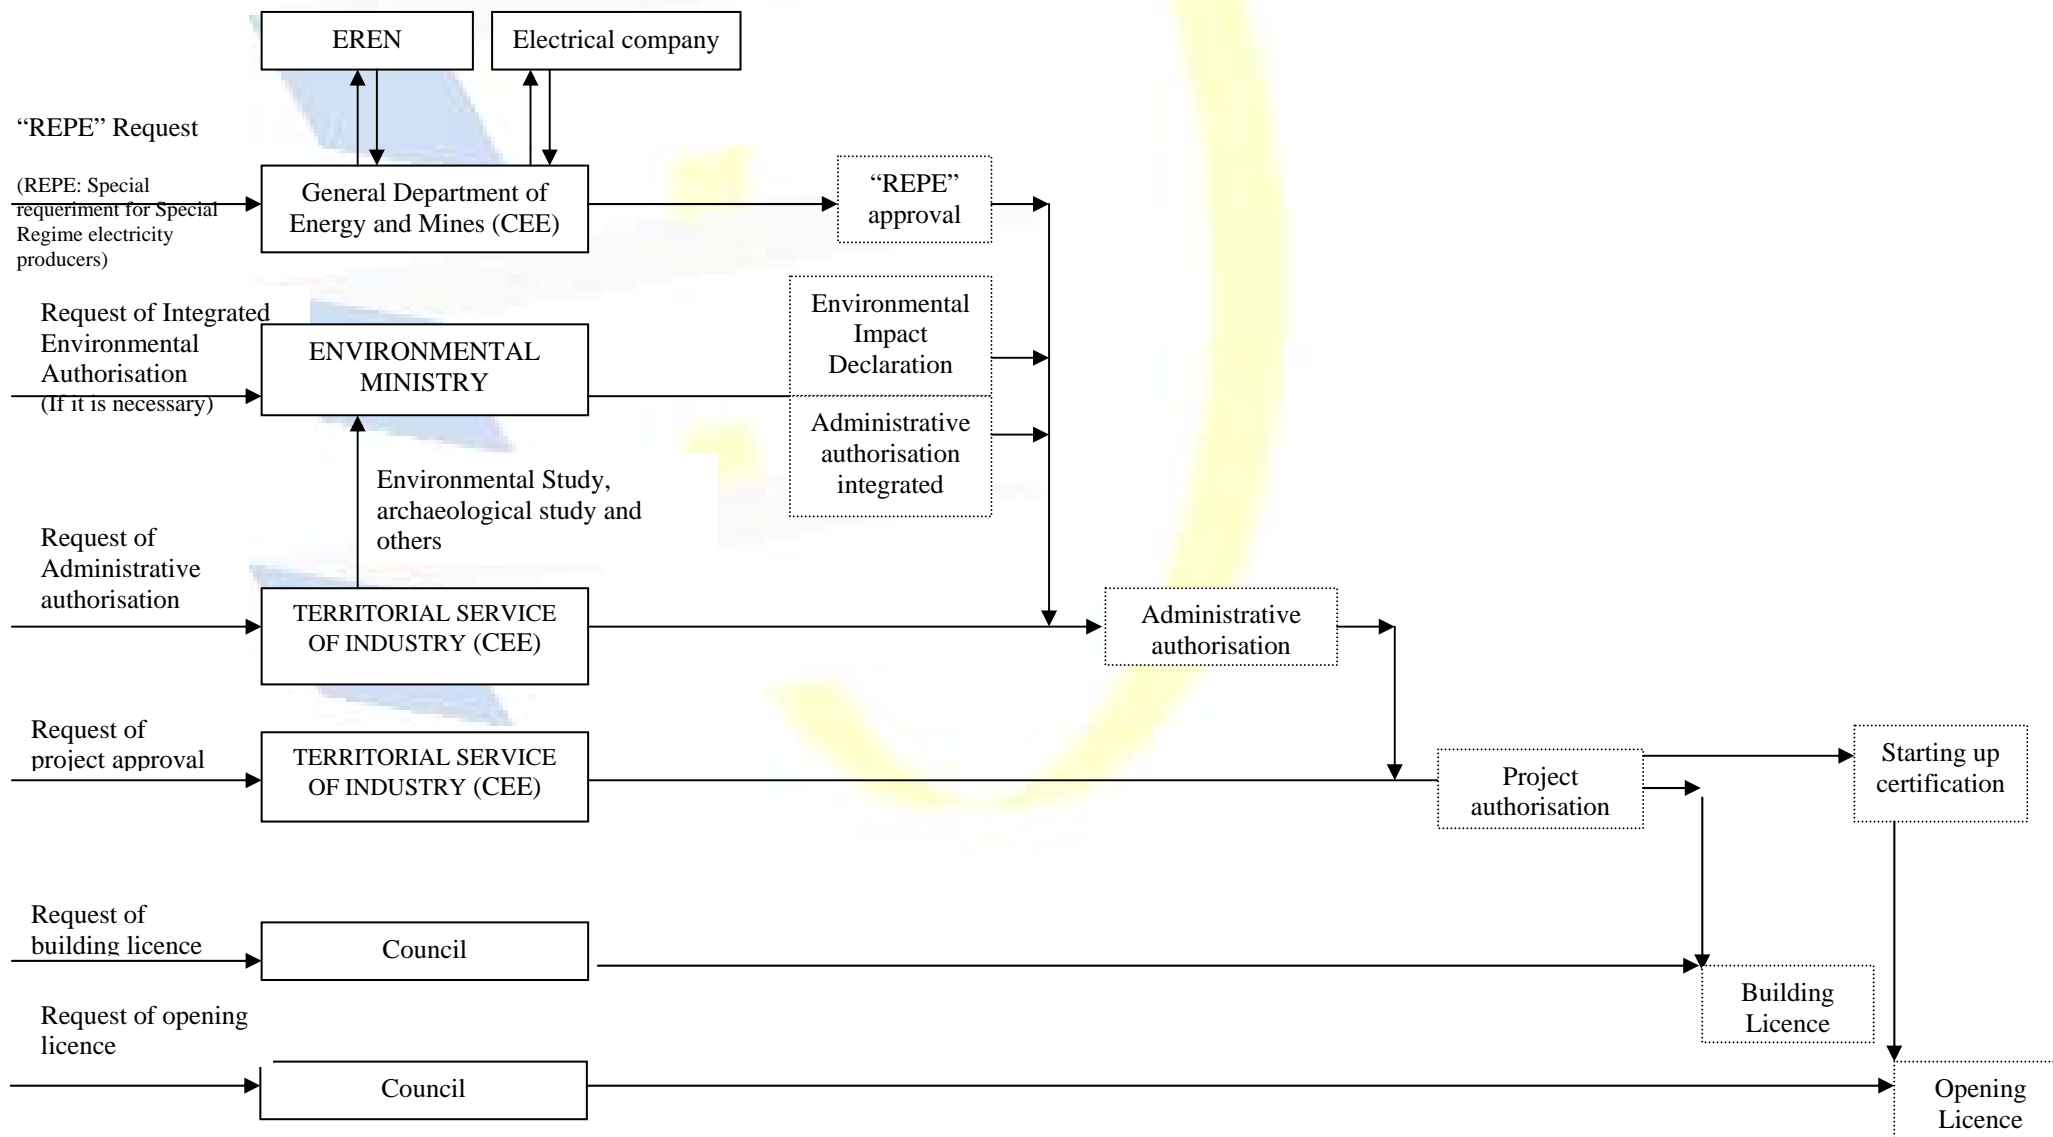 EREN
Electrical company
“REPE” Request
(REPE: Special
requeriment for Special
Regime electricity
producers)
General Department of
Energy and Mines (CEE)
“REPE”
approval
Request of Integrated
Environmental
Authorisation
(If it is necessary)
ENVIRONMENTAL
MINISTRY
Environmental
Impact
Declaration
Administrative
authorisation
integrated
Environmental Study,
archaeological study and
others
Request of
Administrative
authorisation
TERRITORIAL SERVICE
OF INDUSTRY (CEE)
Administrative
authorisation
Request of
project approval
TERRITORIAL SERVICE
OF INDUSTRY (CEE)
Project
authorisation
Starting up
certification
Request of
building licence
Council
Building
Licence
Request of opening
licence
Council
Opening
Licence